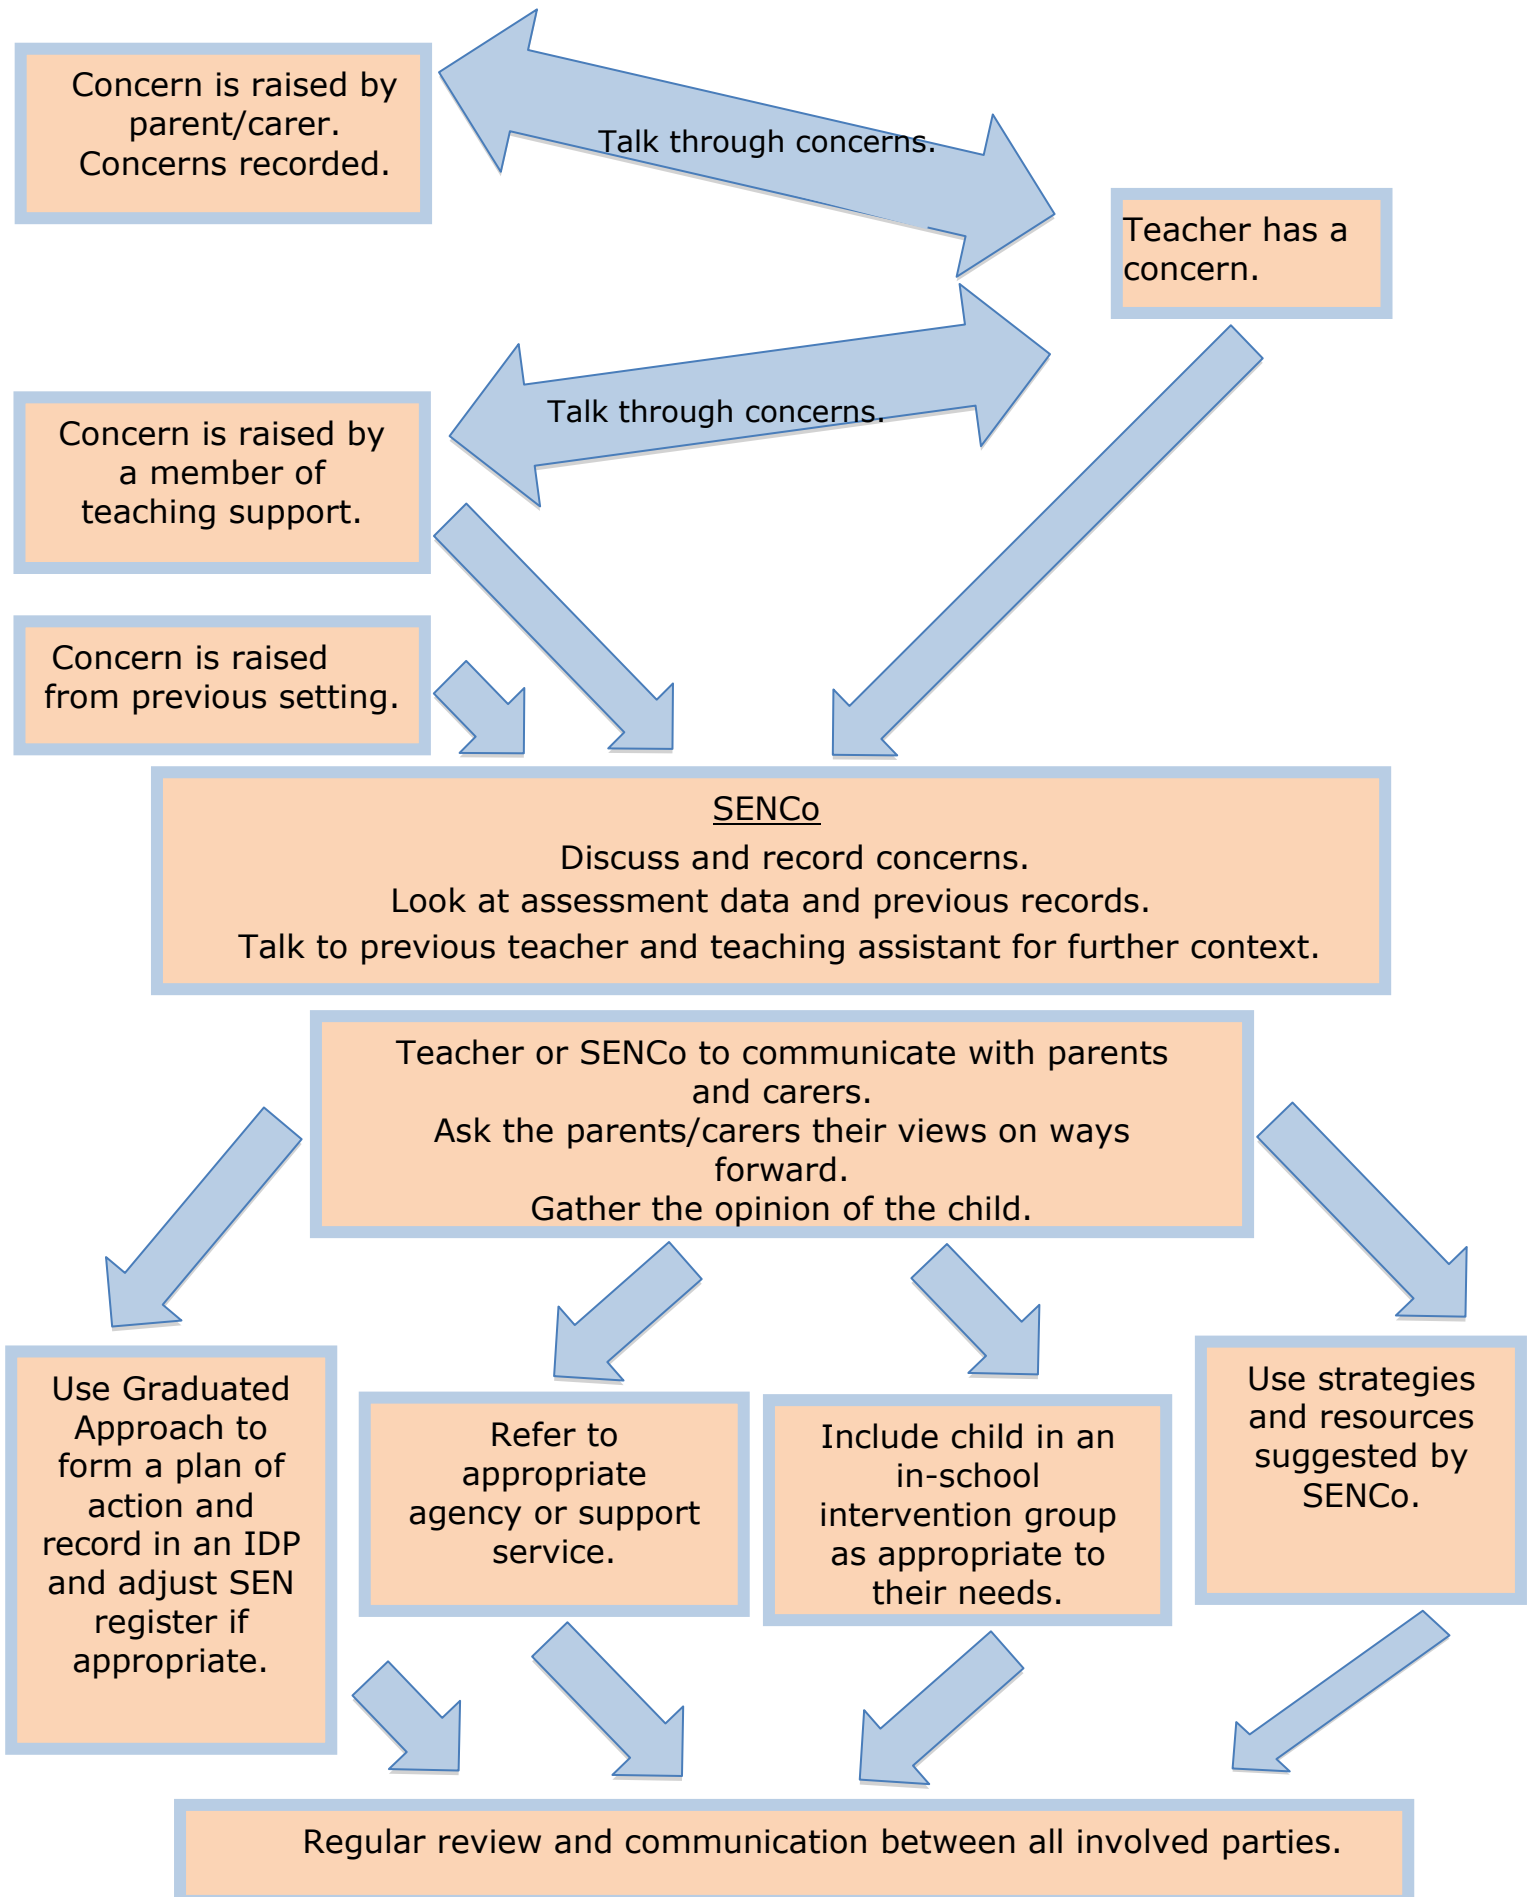 Concern is raised by
parent/carer.
Concerns recorded.
Talk through concerns.
Teacher has a
concern.
Concern is raised by
a member of
teaching support.
Talk through concerns.
Concern is raised
from previous setting.
SENCo
Discuss and record concerns.
Look at assessment data and previous records.
Talk to previous teacher and teaching assistant for further context.
Teacher or SENCo to communicate with parents
and carers.
Ask the parents/carers their views on ways
forward.
Gather the opinion of the child.
Use Graduated
Approach to
form a plan of
action and
record in an IDP
and adjust SEN
register if
appropriate.
Refer to
appropriate
agency or support
service.
Include child in an
in-school
intervention group
as appropriate to
their needs.
Use strategies
and resources
suggested by
SENCo.
Regular review and communication between all involved parties.